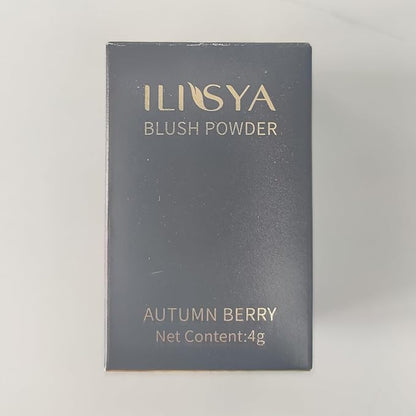 ILISYA
BLUSH POWDER
AUTUMN BERRY
Net Content:4g